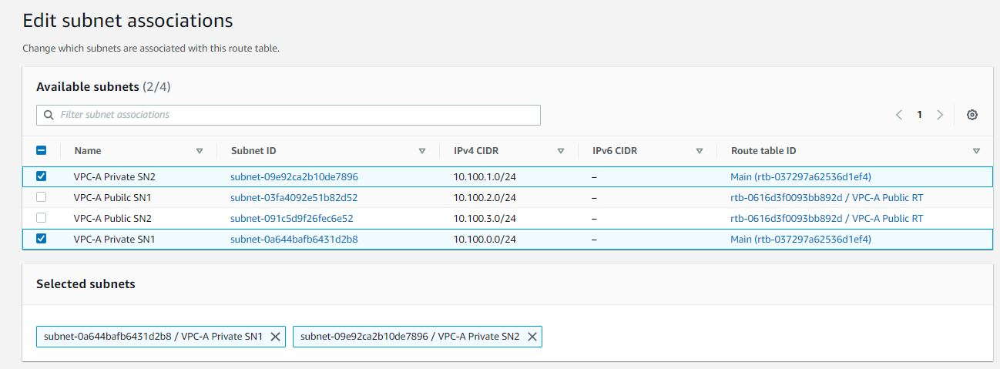 Edit subnet associations
Change which subnets are associated with this route table.
Available subnets (2/4)
Filter subnet associations
1
Name Subnet ID IPv4 CIDR IPv6 CIDR Route table ID
VPC-A Private SN2 subnet-09e92ca2b10de7896 10.100.1.0/24 – Main (rtb-037297a62536d1ef4)
VPC-A Pubilc SN1 subnet-03fa4092e51b82d52 10.100.2.0/24 – rtb-0616d3f0093bb892d / VPC-A Public RT
VPC-A Public SN2 subnet-091c5d9f26fec6e52 10.100.3.0/24 – rtb-0616d3f0093bb892d / VPC-A Public RT
VPC-A Private SN1 subnet-0a644bafb6431d2b8 10.100.0.0/24 – Main (rtb-037297a62536d1ef4)
Selected subnets
subnet-0a644bafb6431d2b8 / VPC-A Private SN1 subnet-09e92ca2b10de7896 / VPC-A Private SN2